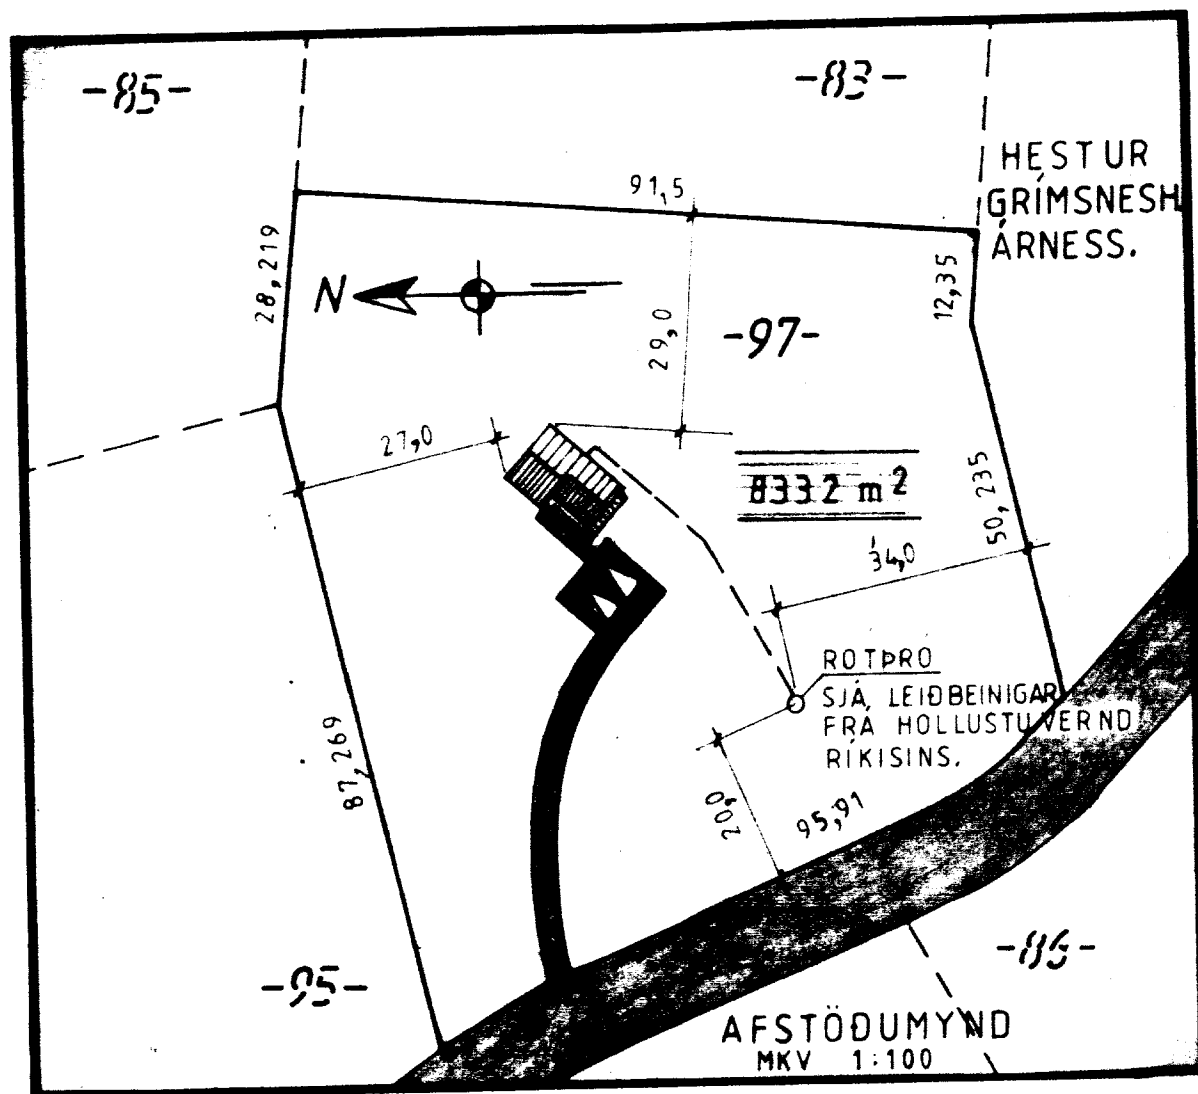 -85-
-83-
HESTUR
GRÍMSNESH
ÁRNESS.
91,5
28,219
N
12,35
29,0
-97-
27,0
8332 m²
50,235
34,0
ROTÞRÓ
SJÁ LEIÐBEINIGAR
FRÁ HOLLUSTUVERND
RÍKISINS.
87,269
20,0
95,91
-95-
-86-
AFSTÖÐUMYND
MKV 1:100